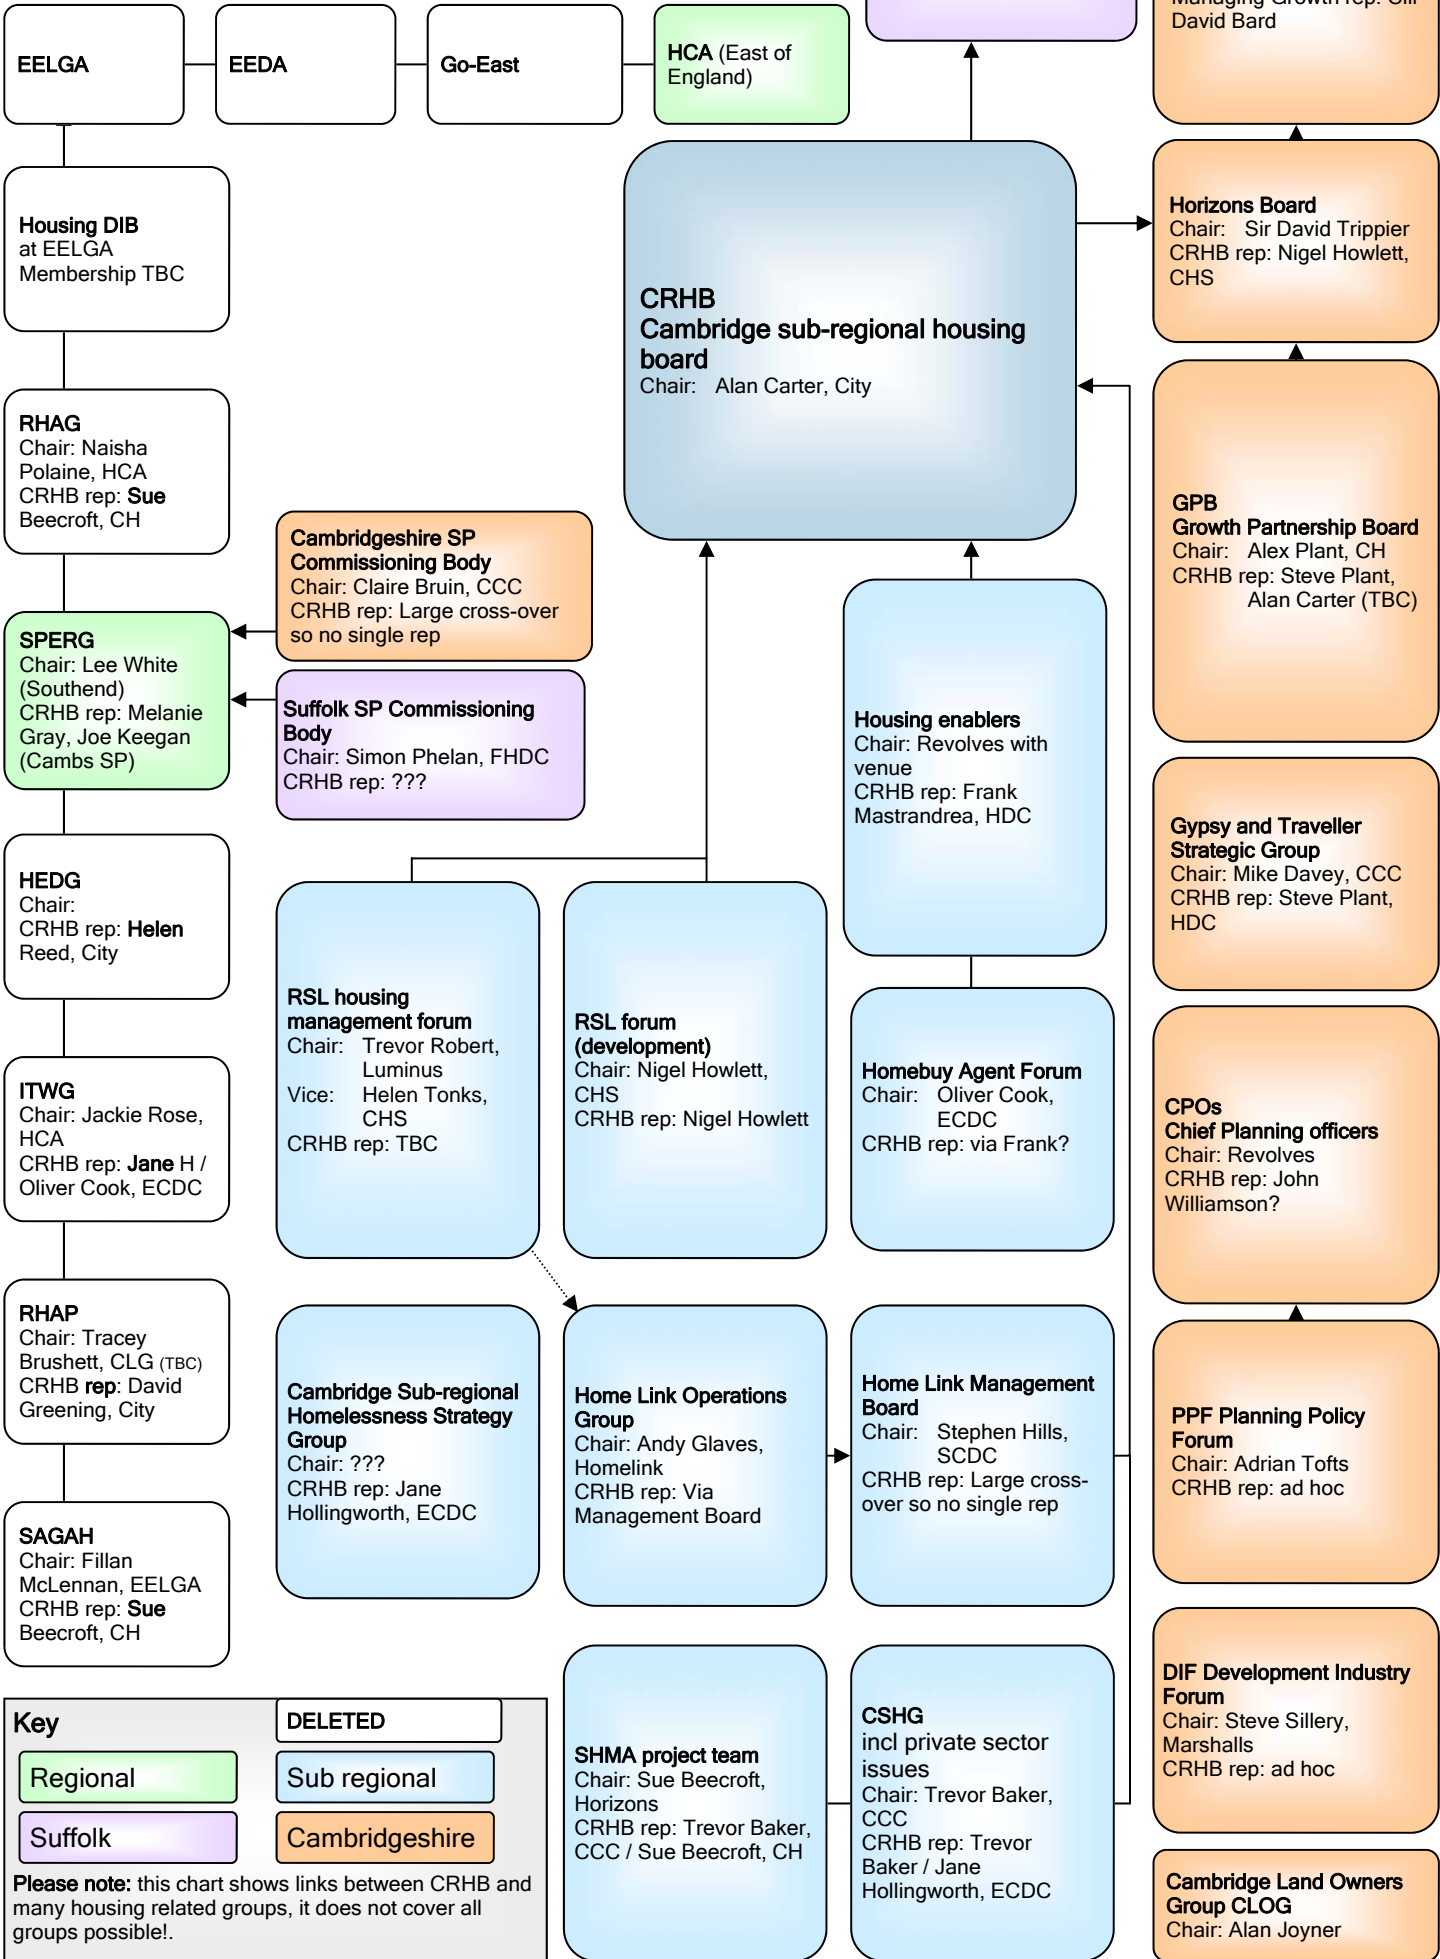 Managing Growth rep: Cllr
David Bard
EELGA
EEDA
Go-East
HCA (East of
England)
Housing DIB
at EELGA
Membership TBC
RHAG
Chair: Naisha
Polaine, HCA
CRHB rep: Sue
Beecroft, CH
SPERG
Chair: Lee White
(Southend)
CRHB rep: Melanie
Gray, Joe Keegan
(Cambs SP)
HEDG
Chair:
CRHB rep: Helen
Reed, City
ITWG
Chair: Jackie Rose,
HCA
CRHB rep: Jane H /
Oliver Cook, ECDC
RHAP
Chair: Tracey
Brushett, CLG (TBC)
CRHB rep: David
Greening, City
SAGAH
Chair: Fillan
McLennan, EELGA
CRHB rep: Sue
Beecroft, CH
Cambridgeshire SP
Commissioning Body
Chair: Claire Bruin, CCC
CRHB rep: Large cross-over
so no single rep
Suffolk SP Commissioning
Body
Chair: Simon Phelan, FHDC
CRHB rep: ???
CRHB
Cambridge sub-regional housing
board
Chair: Alan Carter, City
Housing enablers
Chair: Revolves with
venue
CRHB rep: Frank
Mastrandrea, HDC
RSL housing
management forum
Chair: Trevor Robert,
Luminus
Vice: Helen Tonks,
CHS
CRHB rep: TBC
RSL forum
(development)
Chair: Nigel Howlett,
CHS
CRHB rep: Nigel Howlett
Homebuy Agent Forum
Chair: Oliver Cook,
ECDC
CRHB rep: via Frank?
Cambridge Sub-regional
Homelessness Strategy
Group
Chair: ???
CRHB rep: Jane
Hollingworth, ECDC
Home Link Operations
Group
Chair: Andy Glaves,
Homelink
CRHB rep: Via
Management Board
Home Link Management
Board
Chair: Stephen Hills,
SCDC
CRHB rep: Large cross-
over so no single rep
SHMA project team
Chair: Sue Beecroft,
Horizons
CRHB rep: Trevor Baker,
CCC / Sue Beecroft, CH
CSHG
incl private sector
issues
Chair: Trevor Baker,
CCC
CRHB rep: Trevor
Baker / Jane
Hollingworth, ECDC
Horizons Board
Chair: Sir David Trippier
CRHB rep: Nigel Howlett,
CHS
GPB
Growth Partnership Board
Chair: Alex Plant, CH
CRHB rep: Steve Plant,
Alan Carter (TBC)
Gypsy and Traveller
Strategic Group
Chair: Mike Davey, CCC
CRHB rep: Steve Plant,
HDC
CPOs
Chief Planning officers
Chair: Revolves
CRHB rep: John
Williamson?
PPF Planning Policy
Forum
Chair: Adrian Tofts
CRHB rep: ad hoc
DIF Development Industry
Forum
Chair: Steve Sillery,
Marshalls
CRHB rep: ad hoc
Cambridge Land Owners
Group CLOG
Chair: Alan Joyner
Key
DELETED
Regional
Sub regional
Suffolk
Cambridgeshire
Please note: this chart shows links between CRHB and
many housing related groups, it does not cover all
groups possible!.